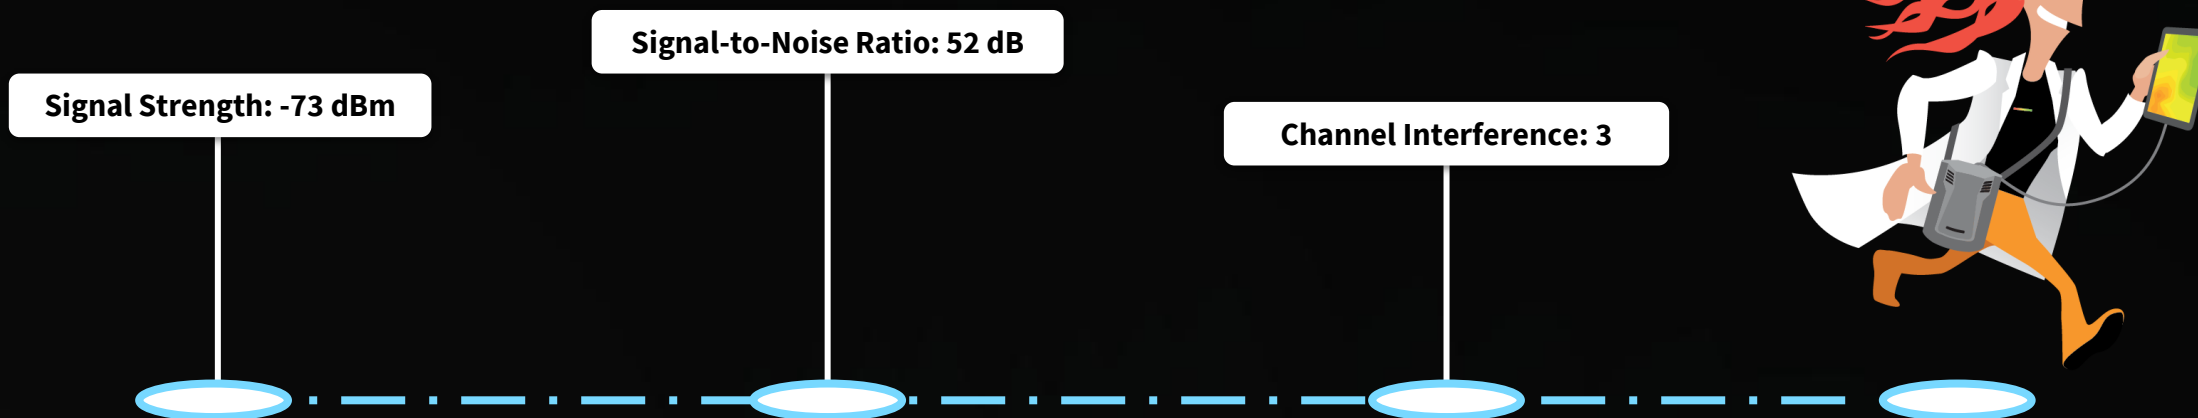 Signal Strength: -73 dBm
Signal-to-Noise Ratio: 52 dB
Channel Interference: 3